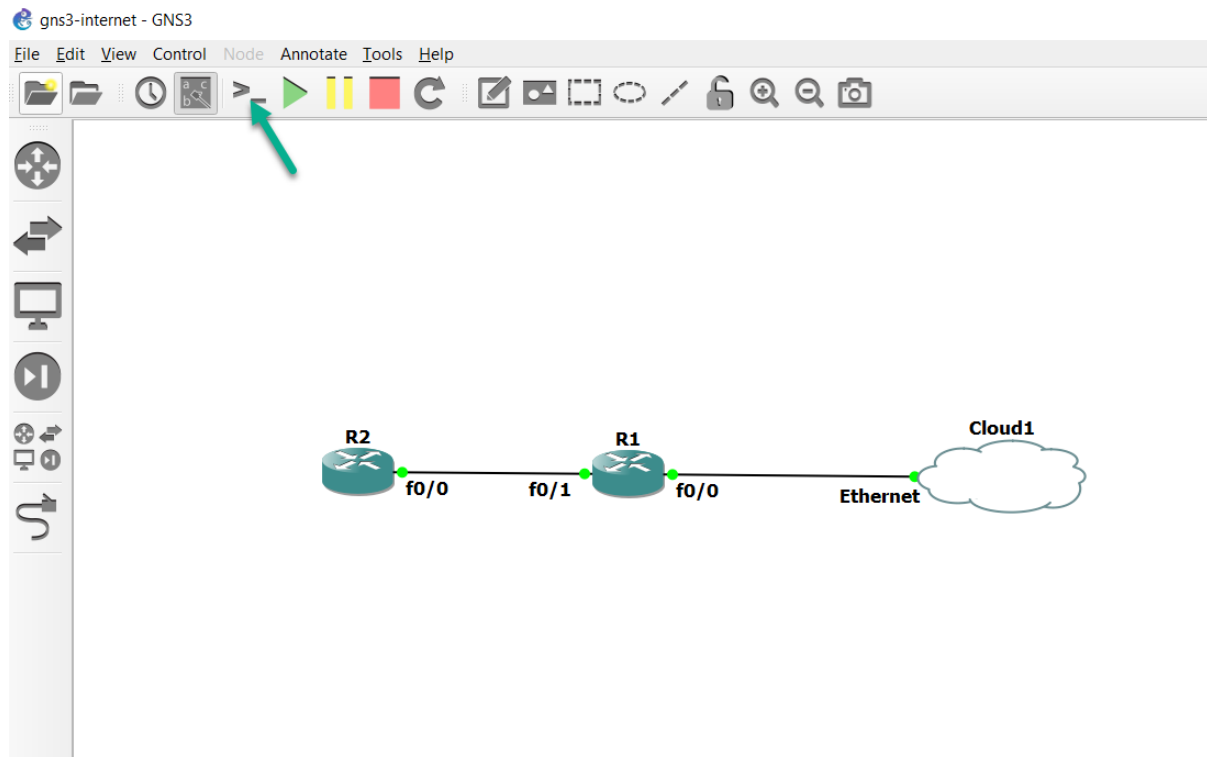 gns3-internet - GNS3
File Edit View Control Node Annotate Tools Help
R2
R1
Cloud1
f0/0
f0/1
f0/0
Ethernet